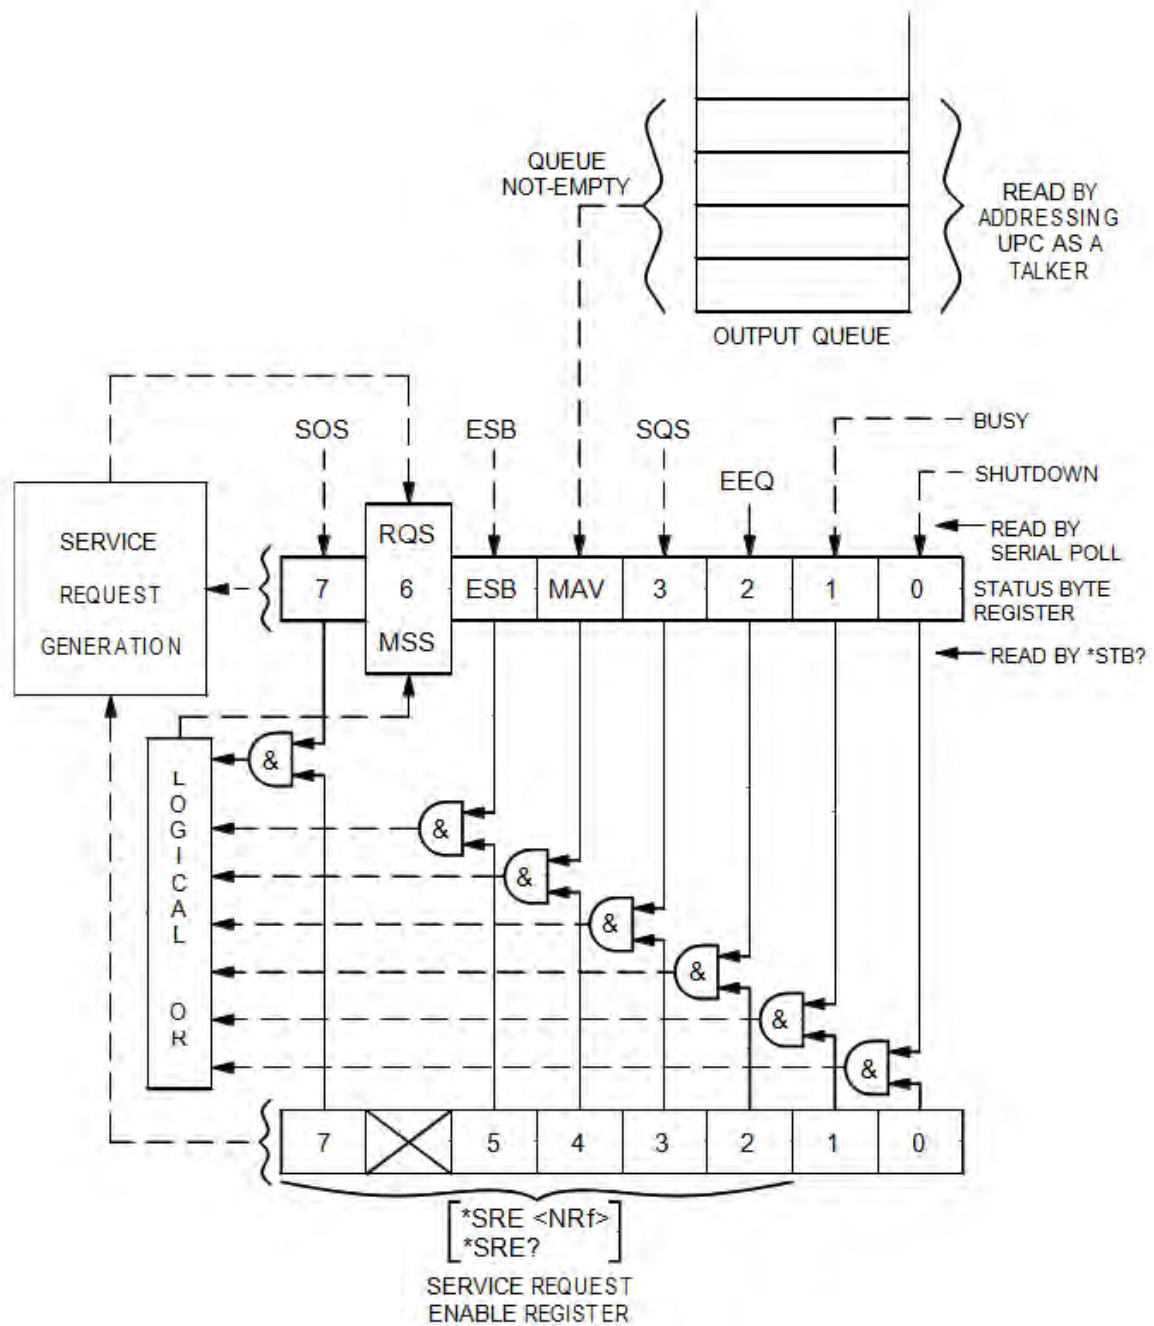 QUEUE
NOT-EMPTY
READ BY
ADDRESSING
UPC AS A
TALKER
OUTPUT QUEUE
SOS
ESB
SQS
EEQ
BUSY
SHUTDOWN
SERVICE
REQUEST
GENERATION
RQS
READ BY
SERIAL POLL
7 6 ESB MAV 3 2 1 0
STATUS BYTE
REGISTER
MSS
READ BY *STB?
LOGICAL OR
&
&
&
&
&
&
&
7 5 4 3 2 1 0
*SRE <NRf>
*SRE?
SERVICE REQUEST
ENABLE REGISTER